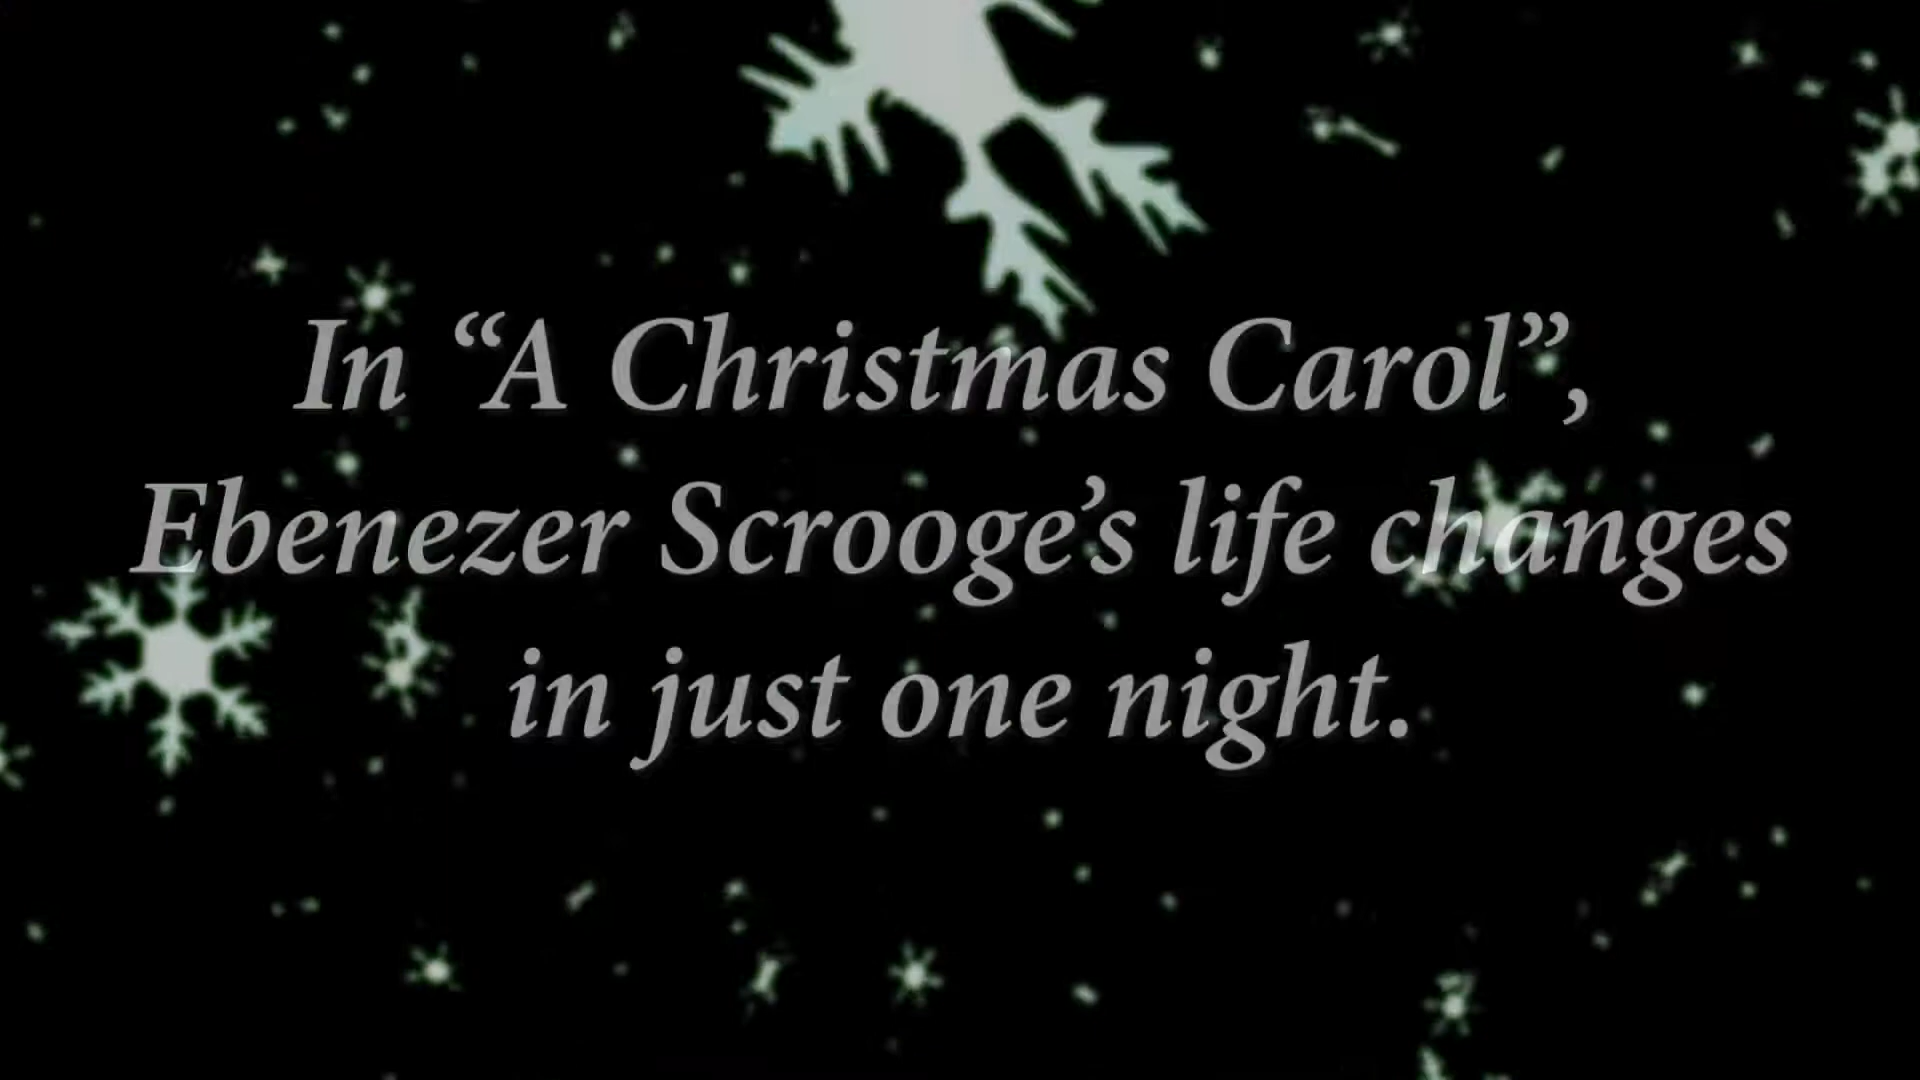 In “A Christmas Carol”,
Ebenezer Scrooge’s life changes
in just one night.